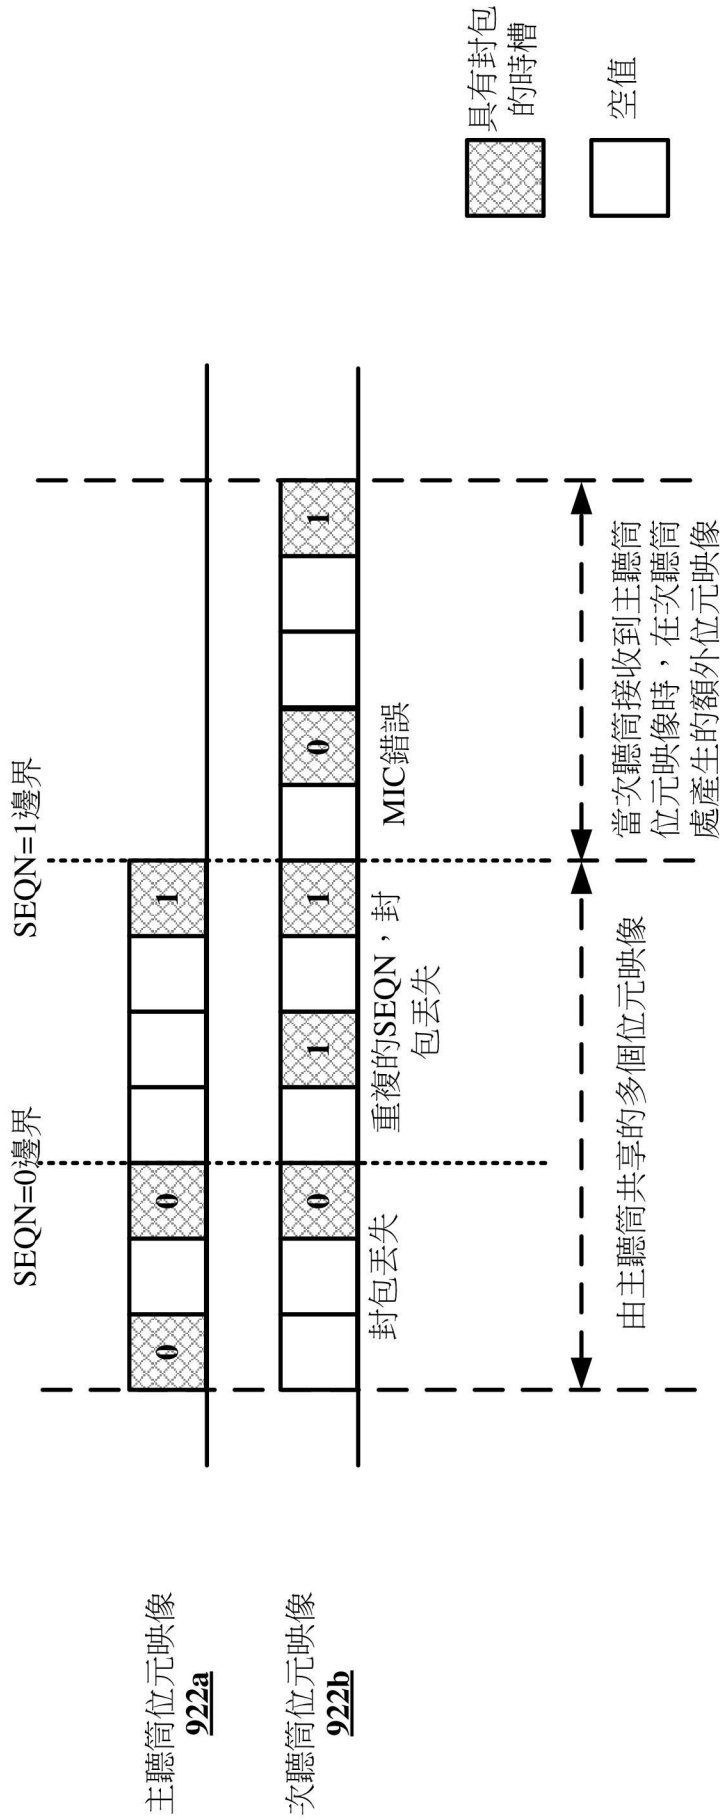 具有封包
的時槽
空值
SEQN=0邊界
SEQN=1邊界
主聽筒位元映像
922a
0
0
1
次聽筒位元映像
922b
0
1
1
0
1
封包丟失
重複的SEQN，封
包丟失
MIC錯誤
由主聽筒共享的多個位元映像
當次聽筒接收到主聽筒
位元映像時，在次聽筒
處產生的額外位元映像